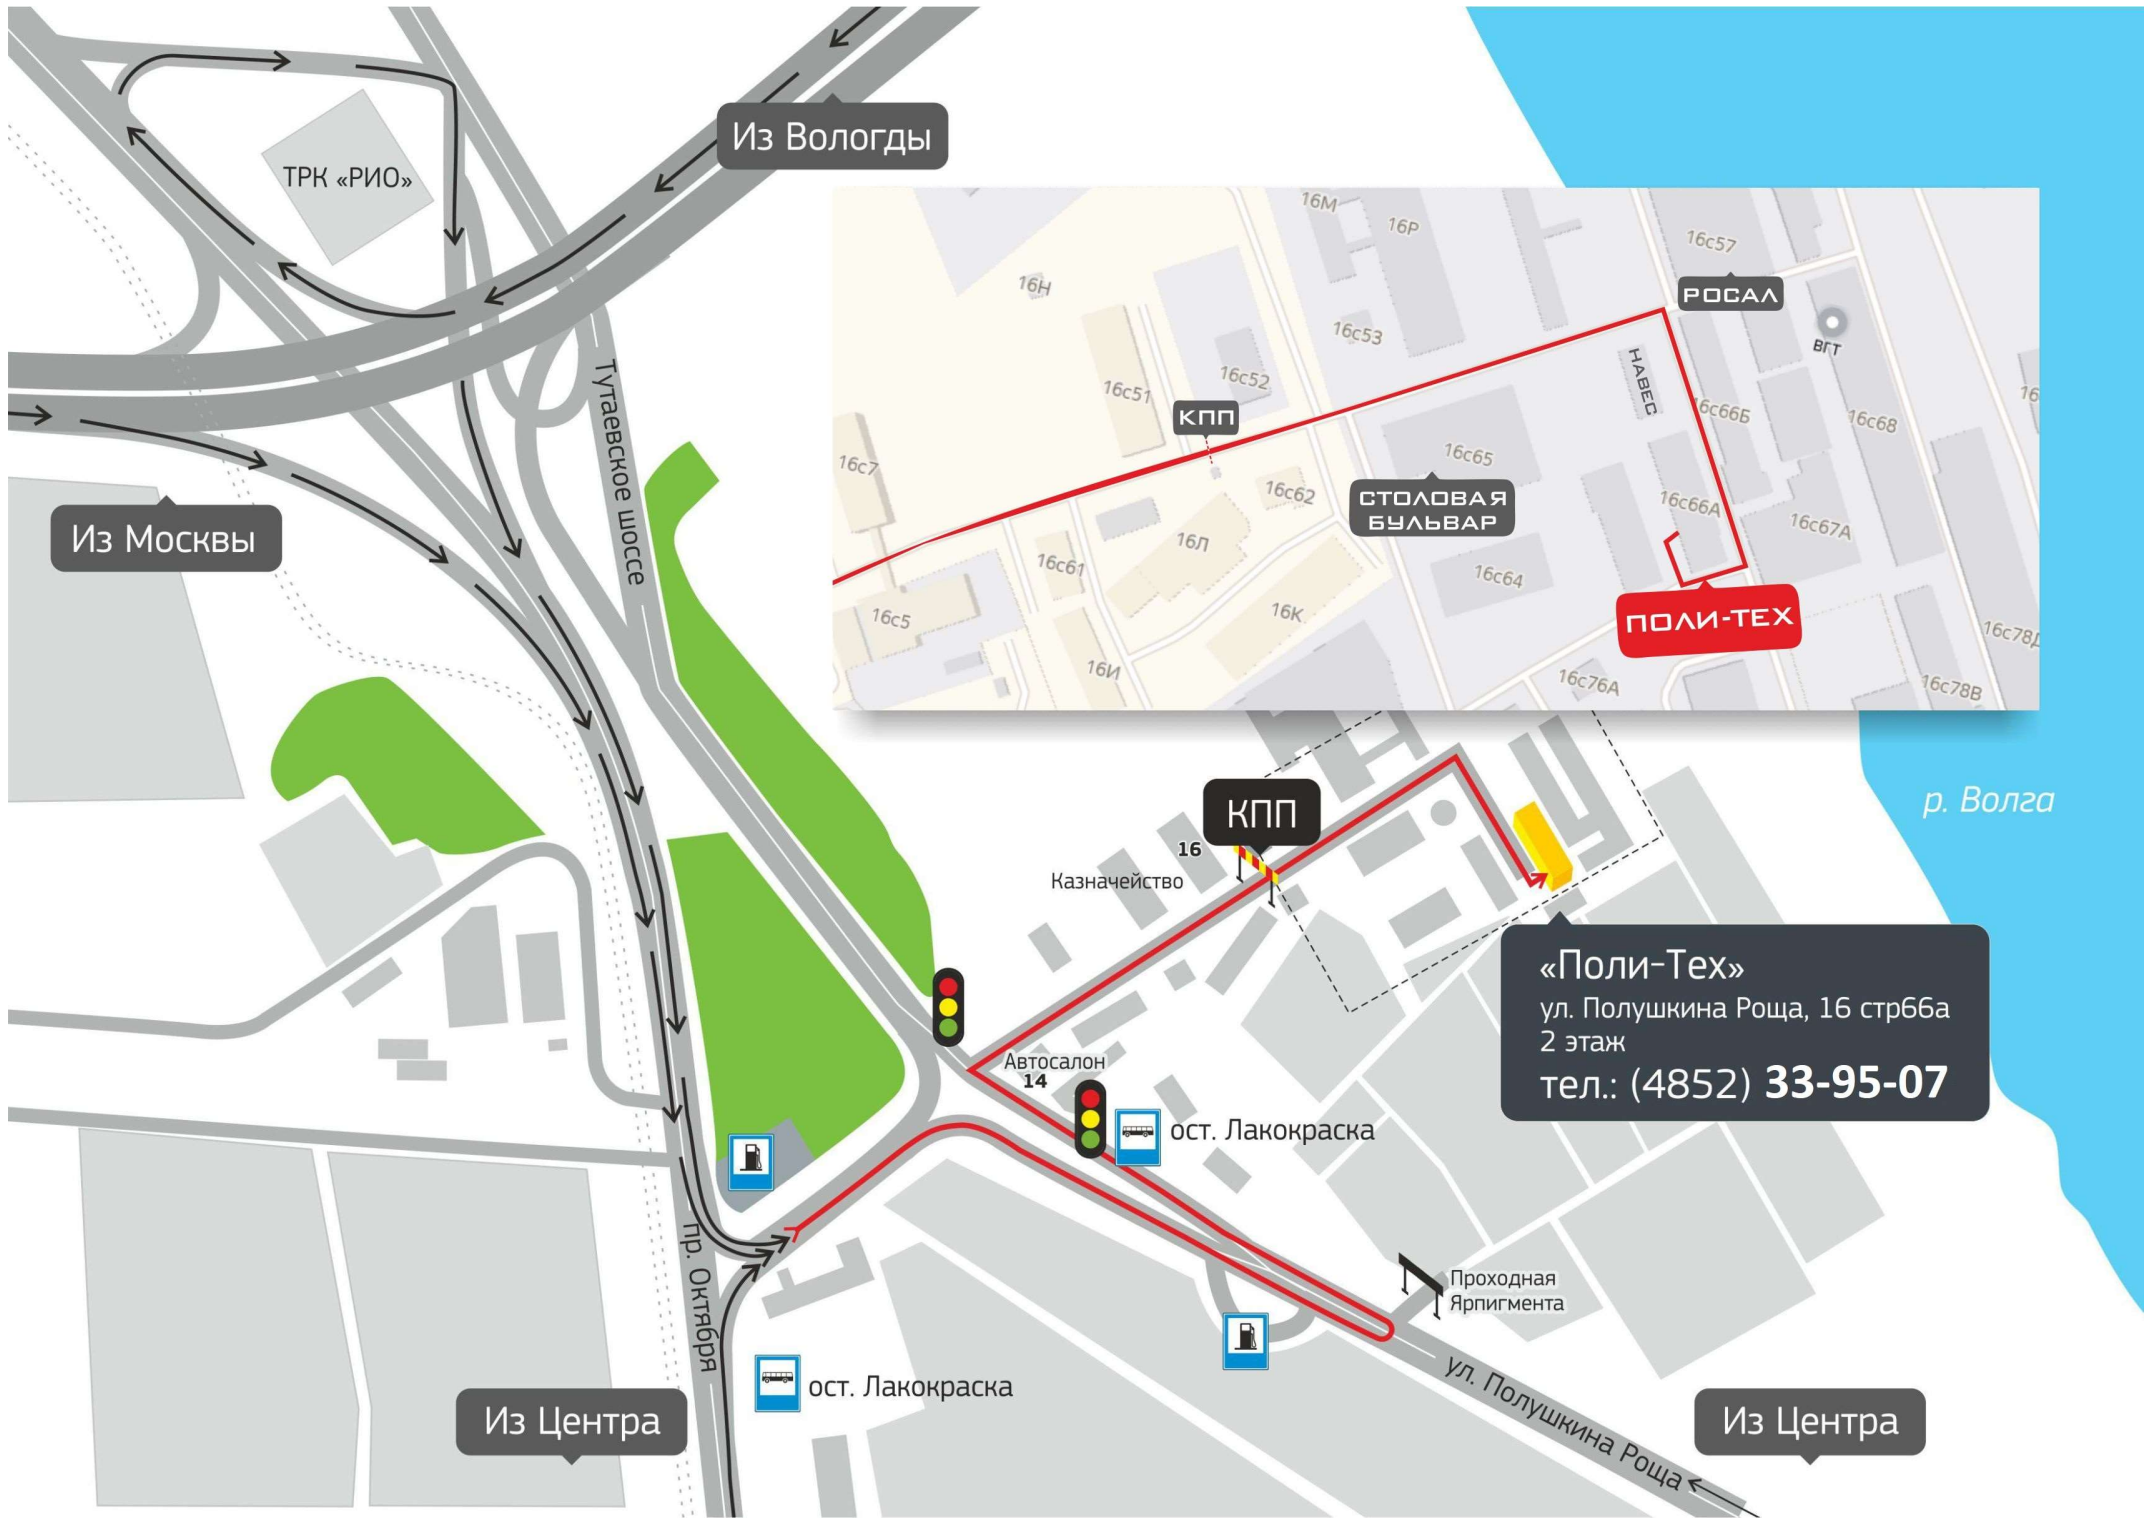 Из Вологды
ТРК «РИО»
16М
16Р
16с57
16Н
РОСАЛ
16с53
ВГТ
НАВЕС
16с51
16с52
16с66Б
16с68
КПП
16
16с7
16с65
16с62
СТОЛОВАЯ
БУЛЬВАР
16с66А
16с67А
16Л
16с61
16с64
16с5
16К
ПОЛИ-ТЕХ
16с78Д
16И
16с76А
16с78В
Тутаевское шоссе
Из Москвы
р. Волга
КПП
16
Казначейство
«Поли-Тех»
ул. Полушкина Роща, 16 стр66а
2 этаж
тел.: (4852) 33-95-07
Автосалон
14
ост. Лакокраска
пр. Октября
Проходная
Ярпигмента
ост. Лакокраска
ул. Полушкина Роща
Из Центра
Из Центра